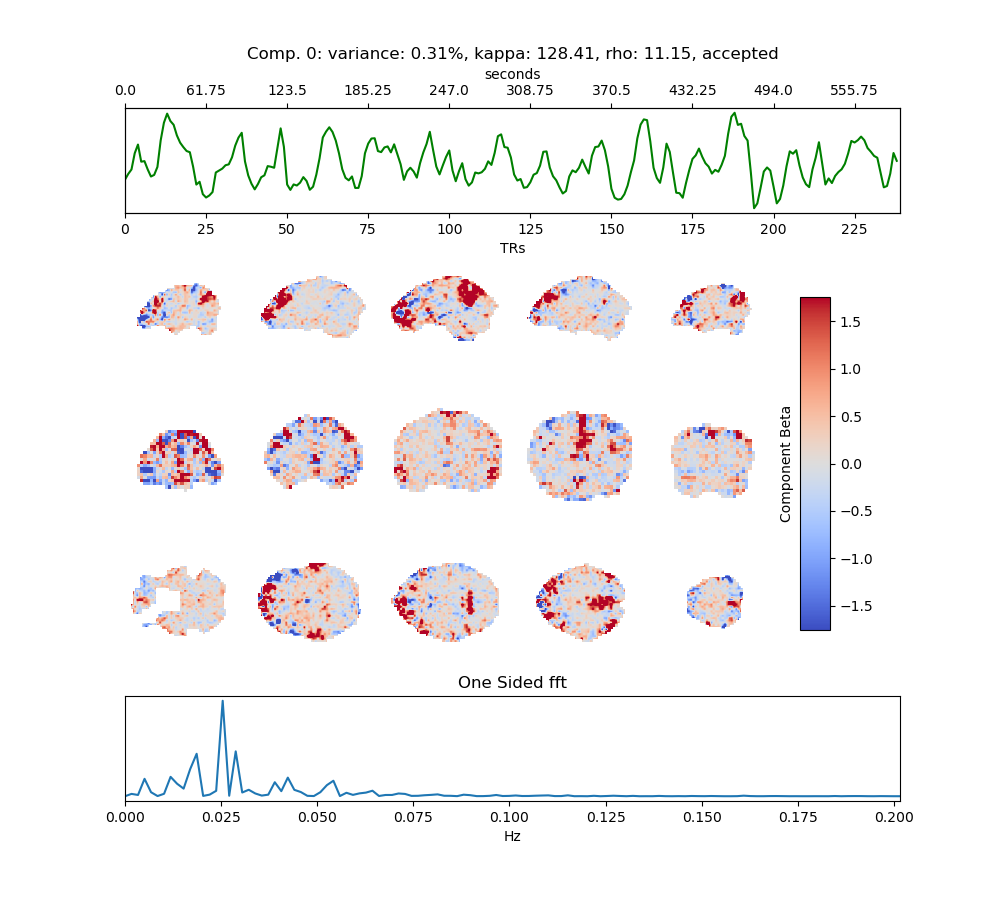 Comp. 0: variance: 0.31%, kappa: 128.41, rho: 11.15, accepted
seconds
0.0 61.75 123.5 185.25 247.0 308.75 370.5 432.25 494.0 555.75
0 25 50 75 100 125 150 175 200 225
TRs
1.5
1.0
0.5
0.0
−0.5
−1.0
−1.5
Component Beta
One Sided fft
0.000 0.025 0.050 0.075 0.100 0.125 0.150 0.175 0.200
Hz